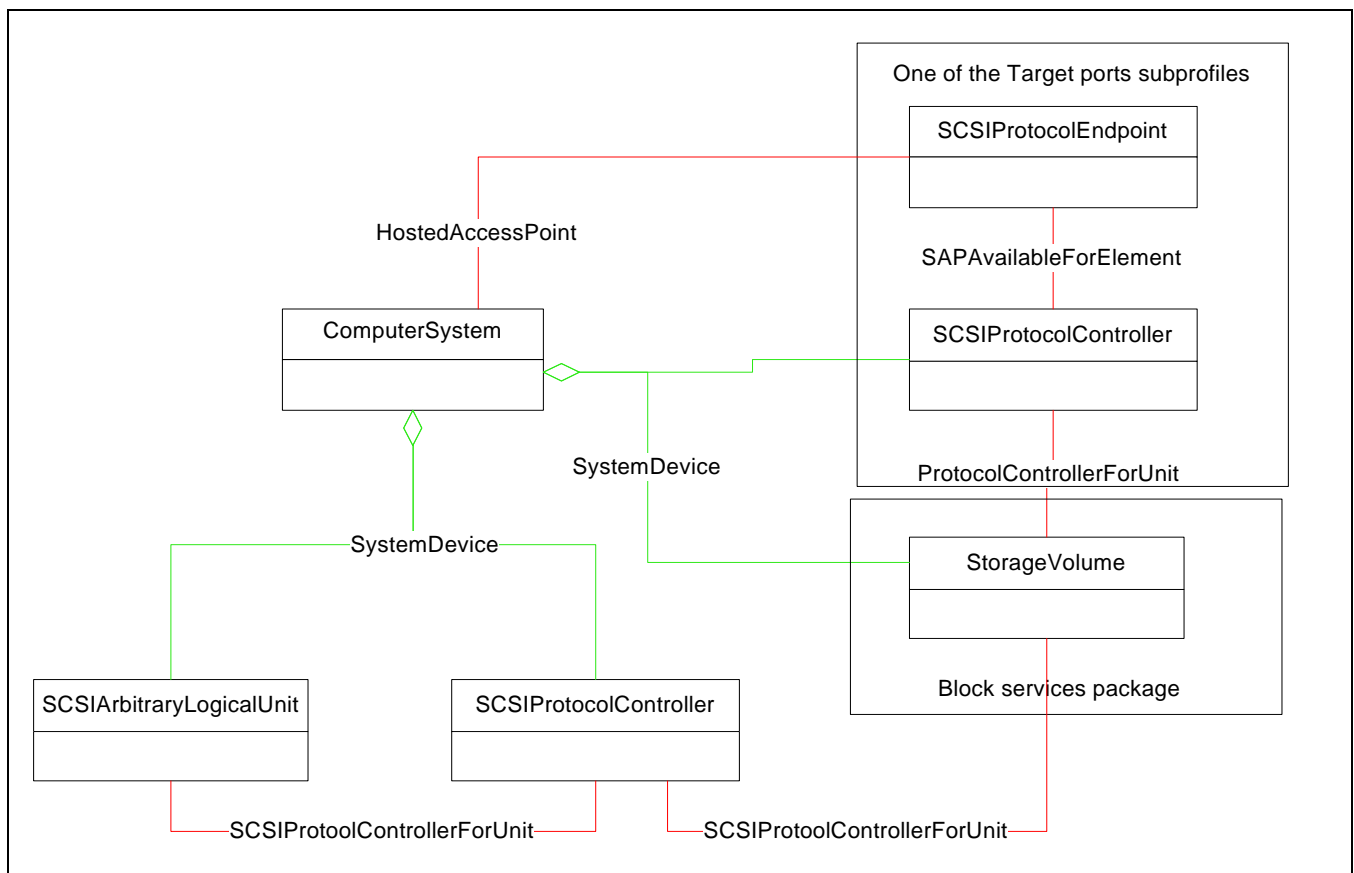 One of the Target ports subprofiles
SCSIProtocolEndpoint
HostedAccessPoint
SAPAvailableForElement
ComputerSystem
SCSIProtocolController
SystemDevice
ProtocolControllerForUnit
SystemDevice
StorageVolume
SCSIArbitraryLogicalUnit
SCSIProtocolController
Block services package
SCSIProtoolControllerForUnit
SCSIProtoolControllerForUnit